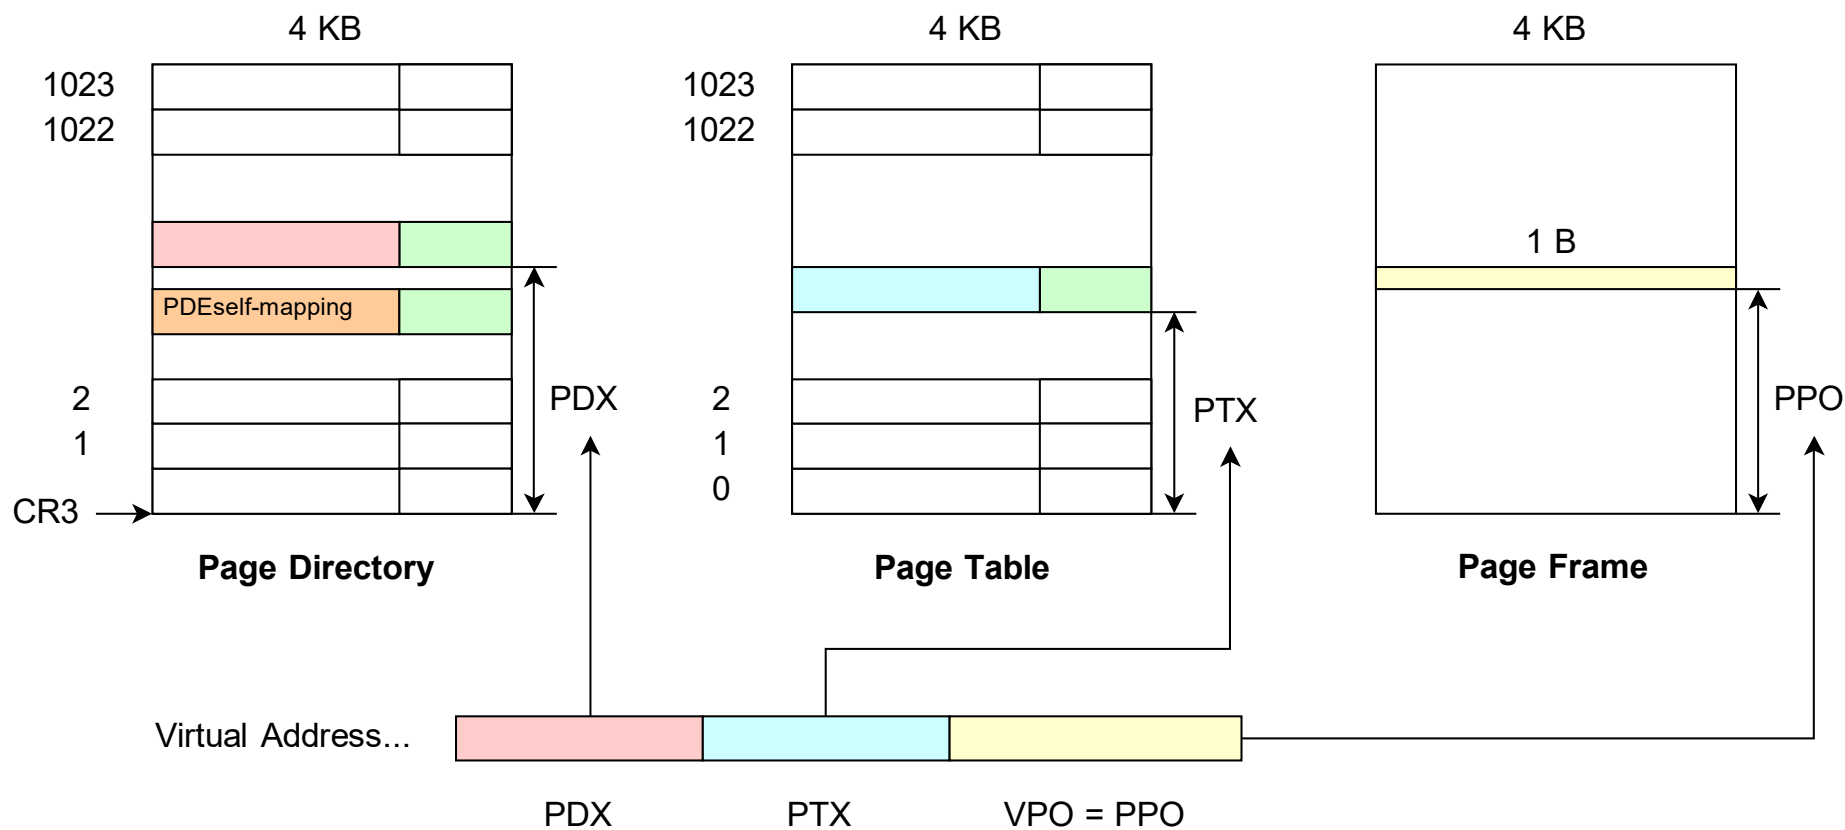 4 KB
4 KB
4 KB
1023
1023
1022
1022
1 B
PDEself-mapping
2
PDX
2
PTX
PPO
1
1
0
CR3
Page Directory
Page Table
Page Frame
Virtual Address...
PDX
PTX
VPO = PPO